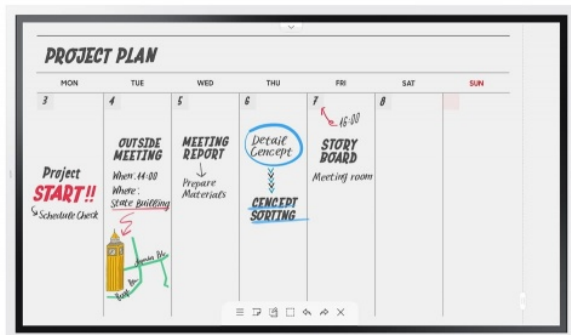 PROJECT PLAN
MON TUE WED THU FRI SAT SUN
3 4 5 6 7 8
Project
START!!
Schedule Check
OUTSIDE
MEETING
When: 14:00
Where:
State Building
MEETING
REPORT
Prepare
Materials
Detail
Concept
CENCEPT
SORTING
16:00
STORY
BOARD
Meeting room